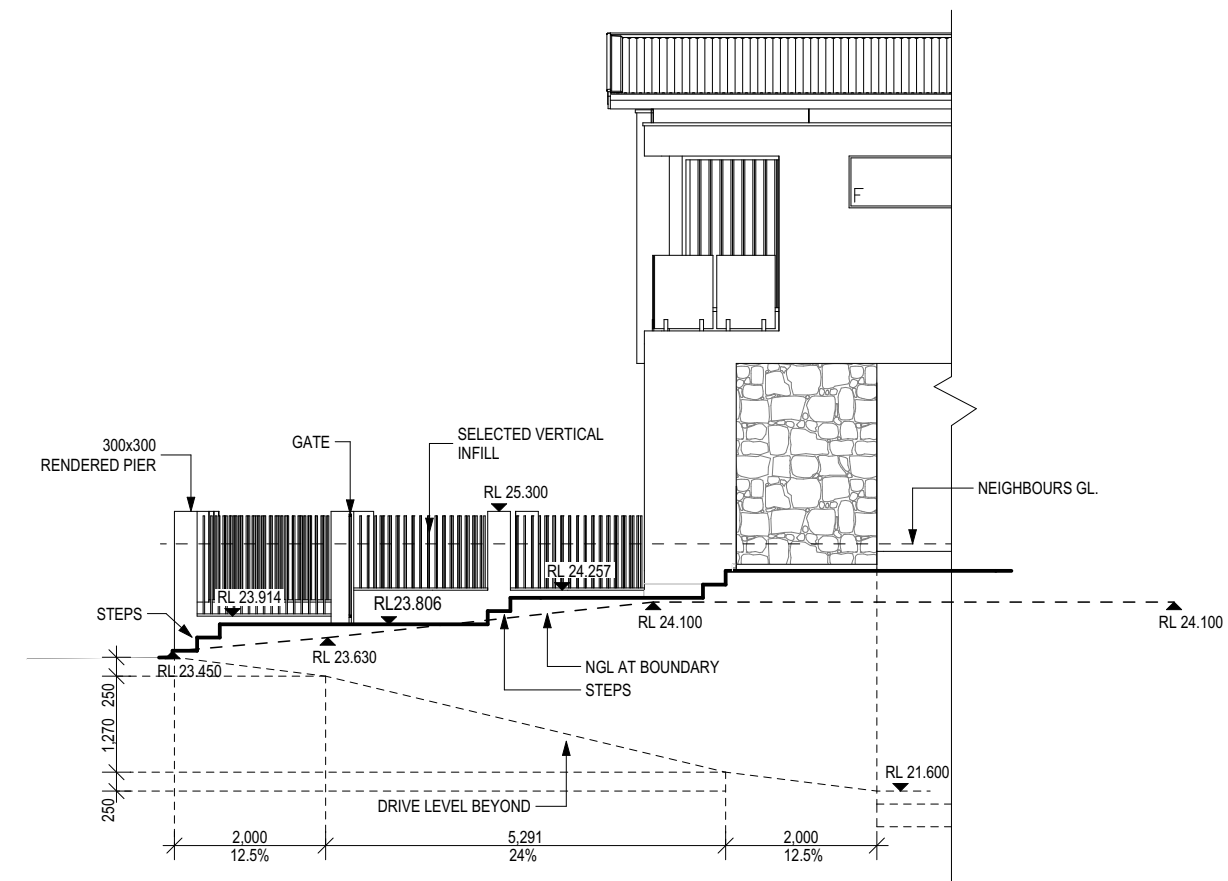 F
300x300
RENDERED PIER
GATE
SELECTED VERTICAL
INFILL
RL 25.300
NEIGHBOURS GL.
RL 24.257
RL 23.914
RL23.806
STEPS
RL 24.100
RL 24.100
RL 23.630
RL 23.450
NGL AT BOUNDARY
STEPS
250
1,270
250
RL 21.600
DRIVE LEVEL BEYOND
2,000
12.5%
5,291
24%
2,000
12.5%